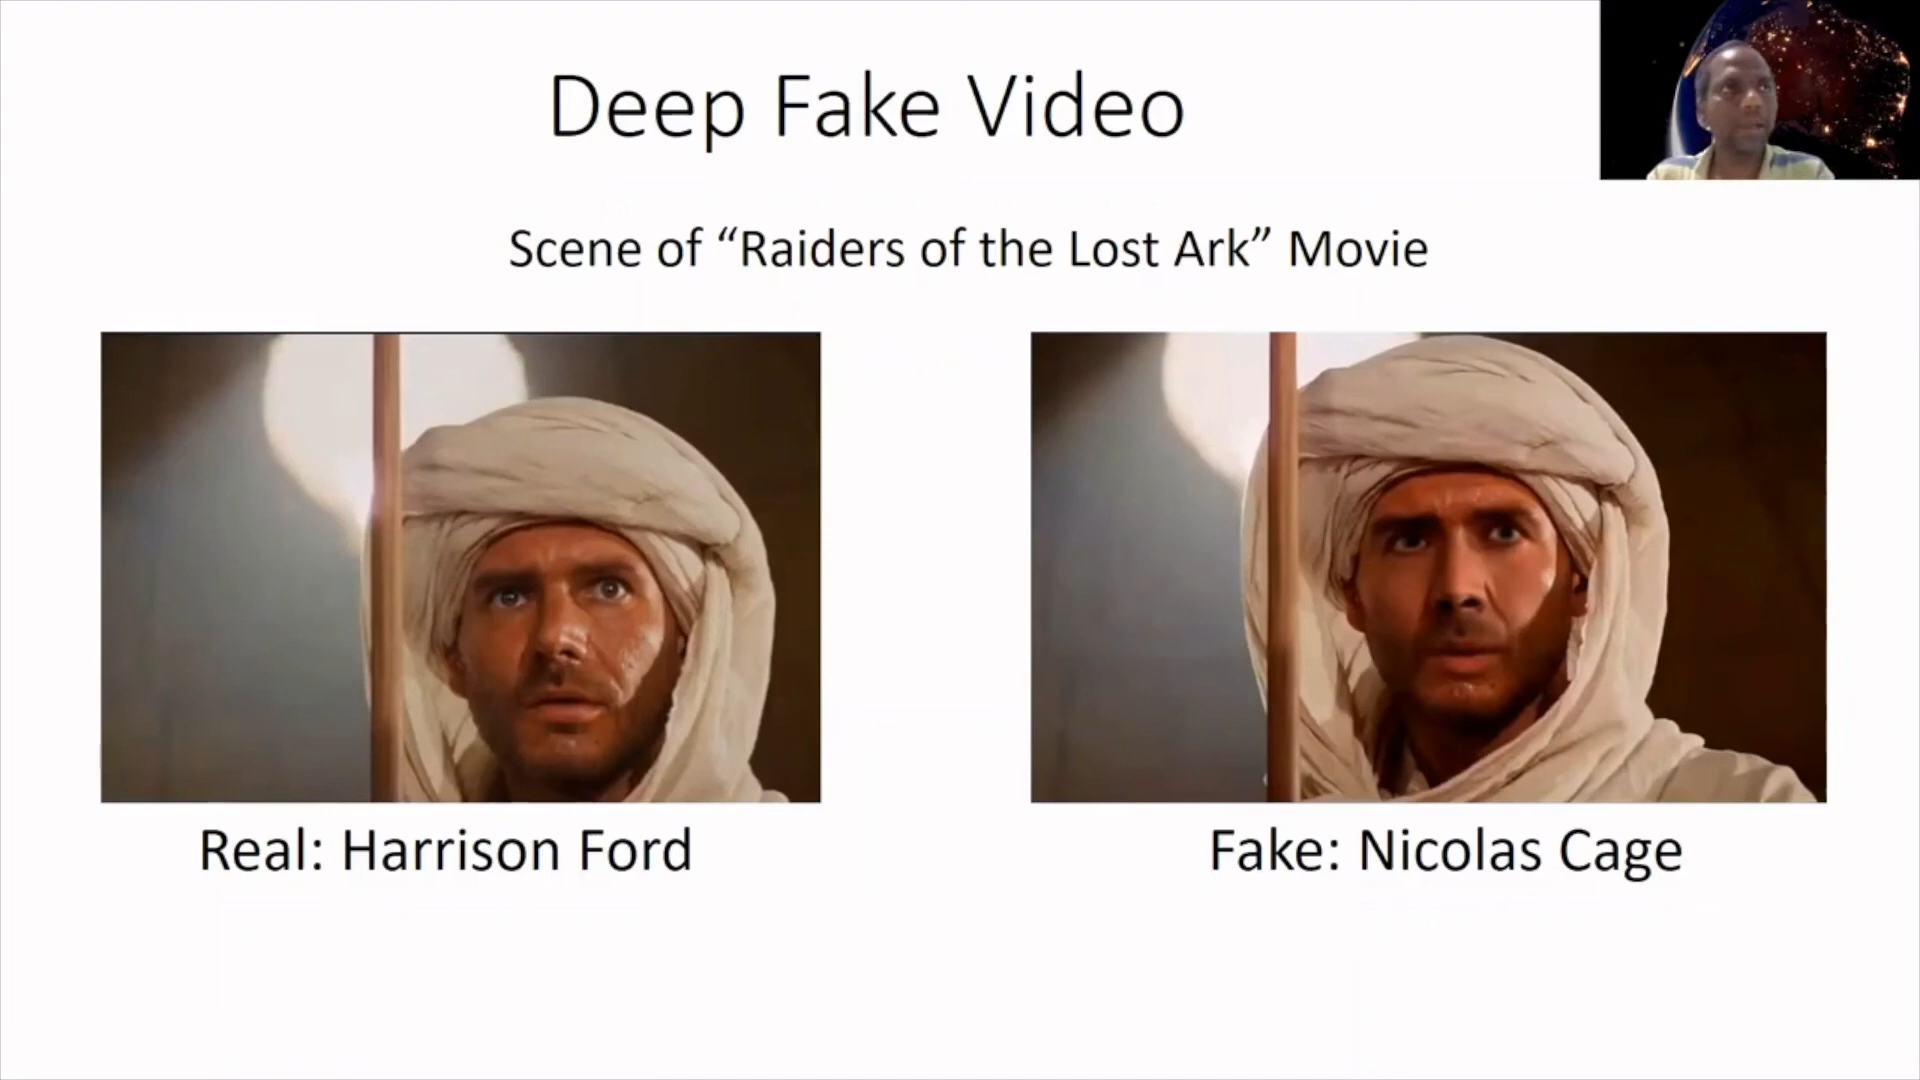 Deep Fake Video
Scene of “Raiders of the Lost Ark” Movie
Real: Harrison Ford
Fake: Nicolas Cage